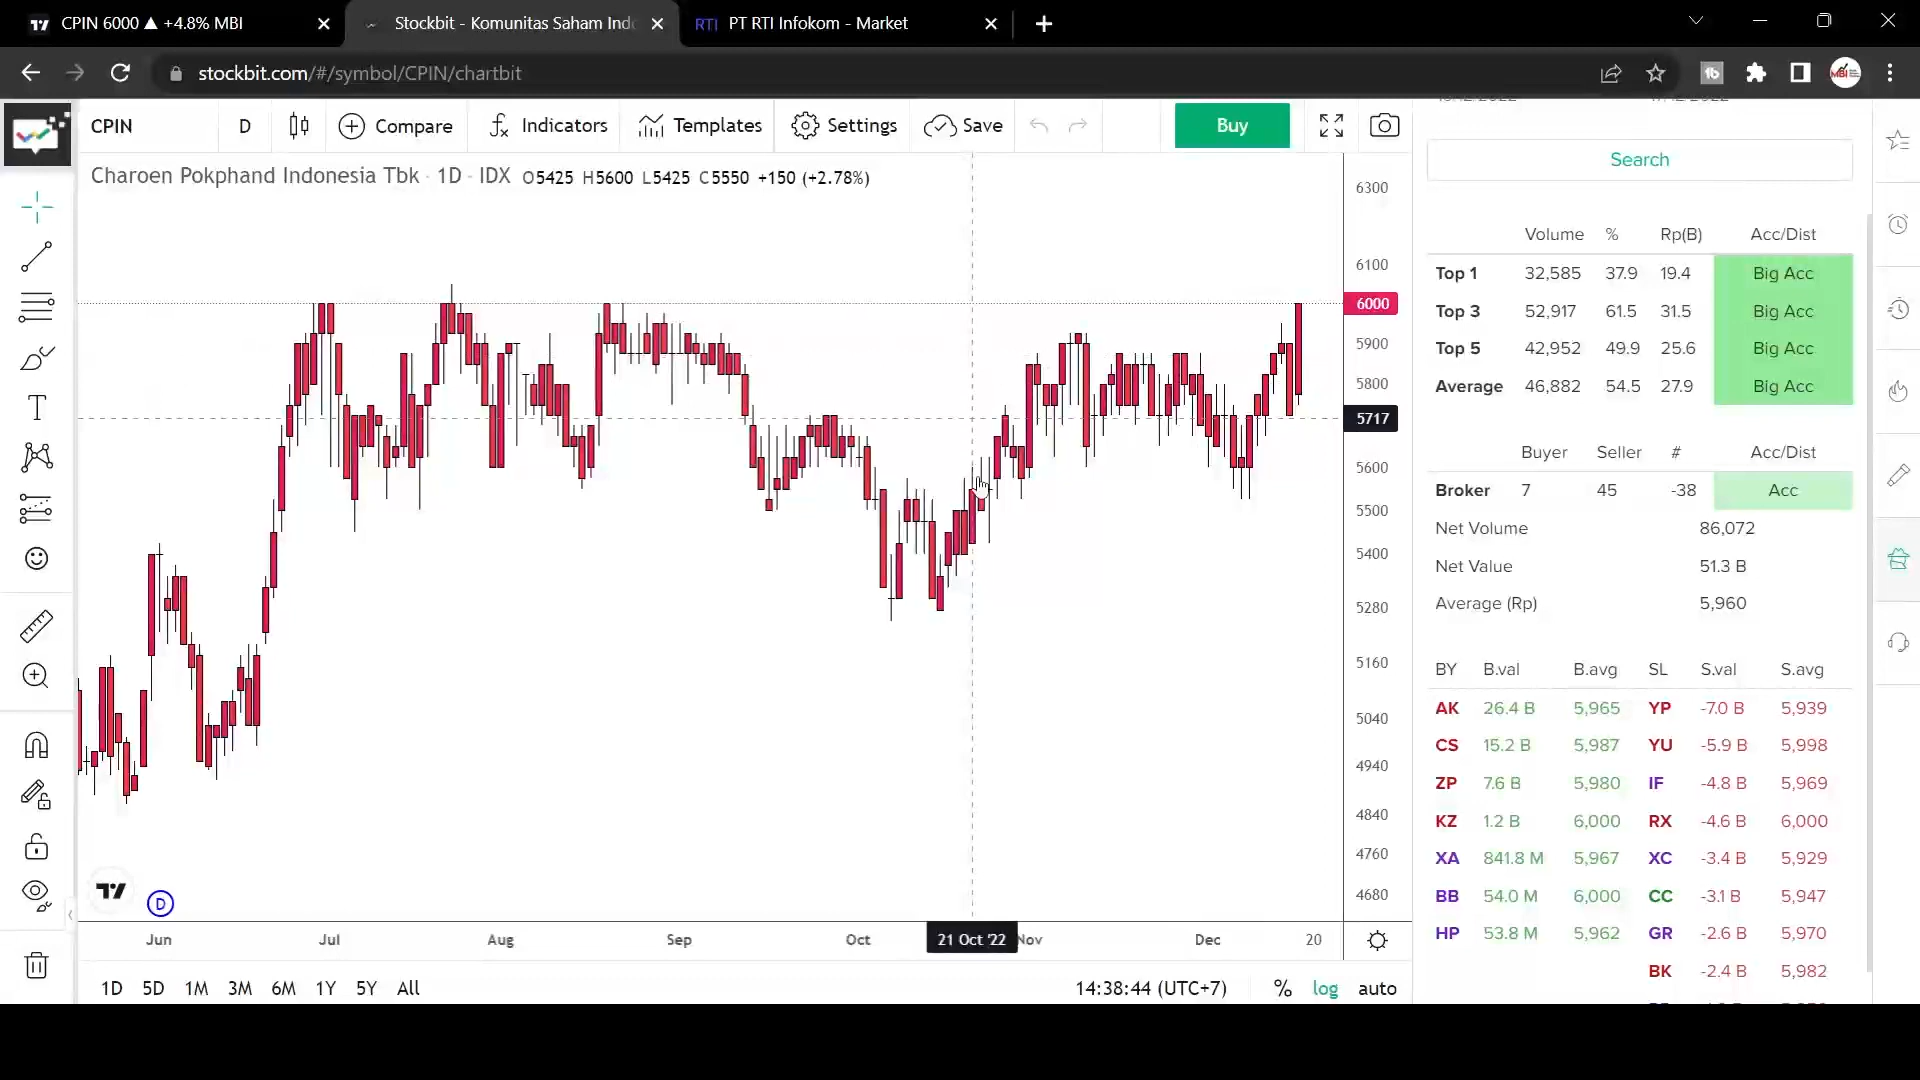 CPIN 6000 ▲ +4.8% MBI
Stockbit - Komunitas Saham Ind
RTI PT RTI Infokom - Market
stockbit.com/#/symbol/CPIN/chartbit
CPIN D Compare Indicators Templates Settings Save Buy
Charoen Pokphand Indonesia Tbk · 1D · IDX O5425 H5600 L5425 C5550 +150 (+2.78%)
6300
6100
6000
5900
5800
5717
5600
5500
5400
5280
5160
5040
4940
4840
4760
4680
Jun Jul Aug Sep Oct 21 Oct '22 Nov Dec 20
1D 5D 1M 3M 6M 1Y 5Y All 14:38:44 (UTC+7) % log auto
Search
Volume % Rp(B) Acc/Dist
Top 1 32,585 37.9 19.4 Big Acc
Top 3 52,917 61.5 31.5 Big Acc
Top 5 42,952 49.9 25.6 Big Acc
Average 46,882 54.5 27.9 Big Acc
Buyer Seller # Acc/Dist
Broker 7 45 -38 Acc
Net Volume 86,072
Net Value 51.3 B
Average (Rp) 5,960
BY B.val B.avg SL S.val S.avg
AK 26.4 B 5,965 YP -7.0 B 5,939
CS 15.2 B 5,987 YU -5.9 B 5,998
ZP 7.6 B 5,980 IF -4.8 B 5,969
KZ 1.2 B 6,000 RX -4.6 B 6,000
XA 841.8 M 5,967 XC -3.4 B 5,929
BB 54.0 M 6,000 CC -3.1 B 5,947
HP 53.8 M 5,962 GR -2.6 B 5,970
BK -2.4 B 5,982